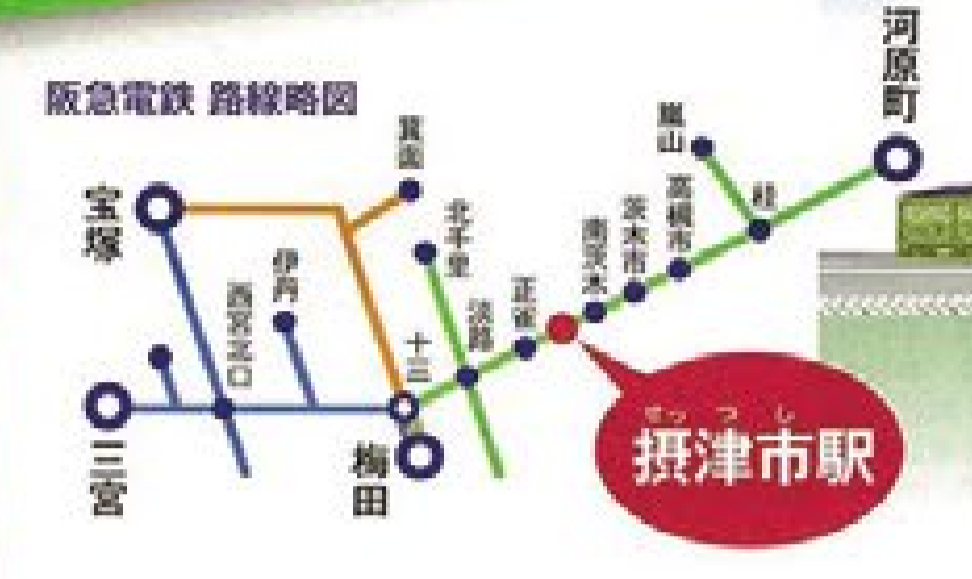 阪急電鉄 路線略図
河原町
嵐山
桂
高槻市
茨木市
南茨木
正雀
淡路
北千里
箕面
宝塚
伊丹
西宮北口
十三
梅田
三宮
せっつし
摂津市駅